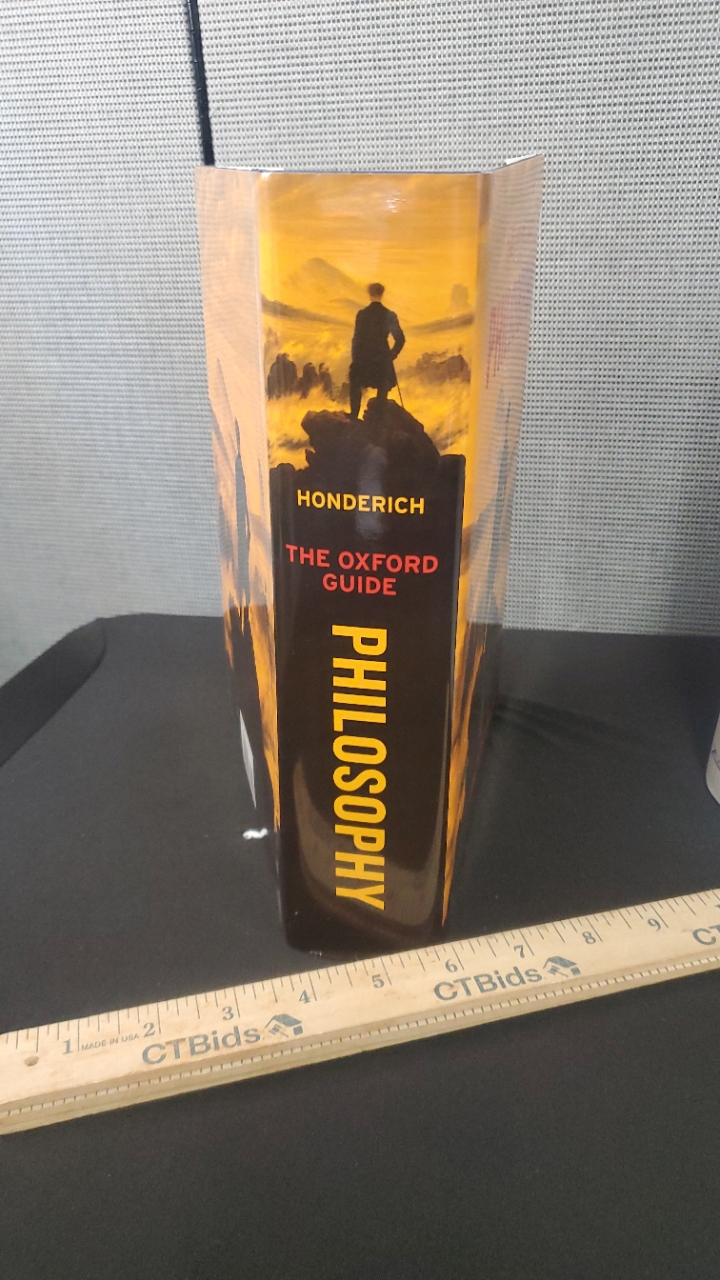 HONDERICH
THE OXFORD
GUIDE
PHILOSOPHY
1 2 3 4 5 6 7 8 9
MADE IN USA
CTBids CTBids CT